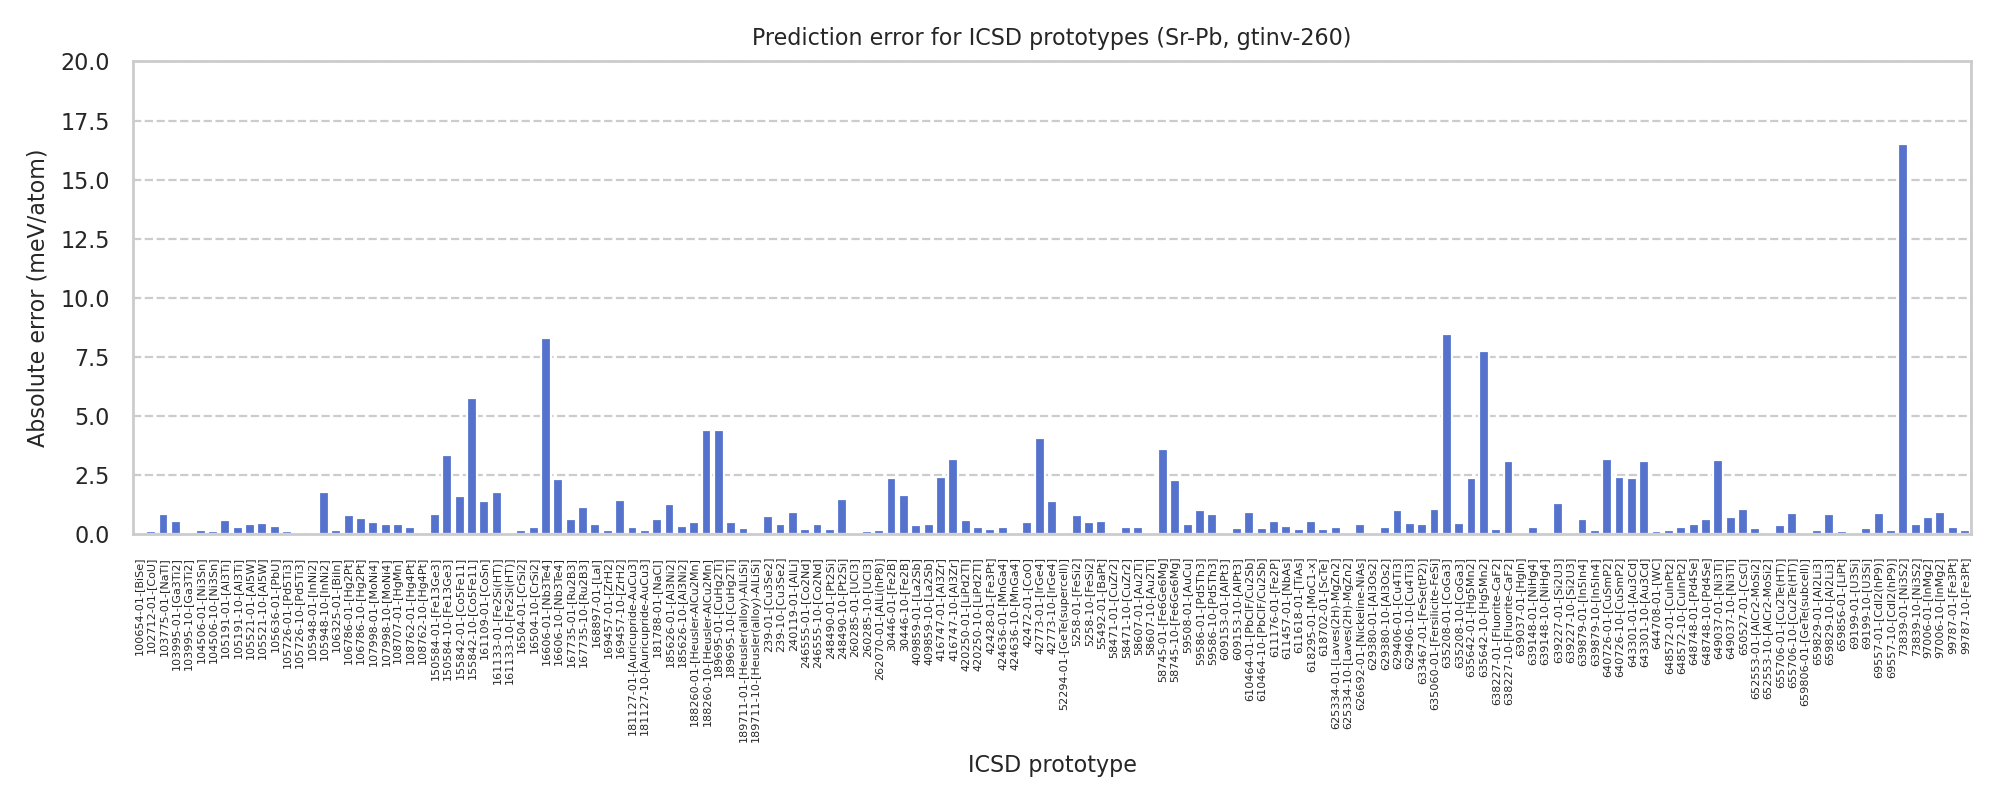 Prediction error for ICSD prototypes (Sr-Pb, gtinv-260)
Absolute error (meV/atom)
20.0
17.5
15.0
12.5
10.0
7.5
5.0
2.5
0.0
100654-01-[BiSe]
102712-01-[CoU]
103775-01-[NaTl]
103995-01-[Ga3Ti2]
103995-10-[Ga3Ti2]
104506-01-[Ni3Sn]
104506-10-[Ni3Sn]
105191-01-[Al3Ti]
105191-10-[Al3Ti]
105521-01-[Al5W]
105521-10-[Al5W]
105636-01-[PbU]
105726-01-[Pd5Ti3]
105726-10-[Pd5Ti3]
105948-01-[InNi2]
105948-10-[InNi2]
109325-01-[BiIn]
106786-01-[Hg2Pt]
106786-10-[Hg2Pt]
107998-01-[MoNi4]
107998-10-[MoNi4]
108707-01-[HgMn]
108762-01-[Hg4Pt]
108762-10-[Hg4Pt]
150584-01-[Fe13Ge3]
150584-10-[Fe13Ge3]
155842-01-[Co5Fe11]
155842-10-[Co5Fe11]
161109-01-[CoSn]
161133-01-[Fe2Si(HT)]
161133-10-[Fe2Si(HT)]
16504-01-[CrSi2]
16504-10-[CrSi2]
16606-01-[Nb3Te4]
16606-10-[Nb3Te4]
167735-01-[Ru2B3]
167735-10-[Ru2B3]
168897-01-[LaI]
169457-01-[ZrH2]
169457-10-[ZrH2]
181127-01-[Auricupride-AuCu3]
181127-10-[Auricupride-AuCu3]
181788-01-[NaCl]
185626-01-[Al3Ni2]
185626-10-[Al3Ni2]
188260-01-[Heusler-AlCu2Mn]
188260-10-[Heusler-AlCu2Mn]
189695-01-[CuHg2Ti]
189695-10-[CuHg2Ti]
189711-01-[Heusler(alloy)-AlLiSi]
189711-10-[Heusler(alloy)-AlLiSi]
239-01-[Cu3Se2]
239-10-[Cu3Se2]
240119-01-[AlLi]
246555-01-[Co2Nd]
246555-10-[Co2Nd]
248490-01-[Pt2Si]
248490-10-[Pt2Si]
260285-01-[UCl3]
260285-10-[UCl3]
262070-01-[AlLi(hP8)]
30446-01-[Fe2B]
30446-10-[Fe2B]
409859-01-[La2Sb]
409859-10-[La2Sb]
416747-01-[Al3Zr]
416747-10-[Al3Zr]
420250-01-[LiPd2Tl]
420250-10-[LiPd2Tl]
42428-01-[Fe3Pt]
424636-01-[MnGa4]
424636-10-[MnGa4]
42472-01-[CoO]
42773-01-[IrGe4]
42773-10-[IrGe4]
52294-01-[GeTe(supercell)]
5258-01-[FeSi2]
5258-10-[FeSi2]
55492-01-[BaPt]
58471-01-[CuZr2]
58471-10-[CuZr2]
58607-01-[Au2Ti]
58607-10-[Au2Ti]
58745-01-[Fe6Ge6Mg]
58745-10-[Fe6Ge6Mg]
59508-01-[AuCu]
59586-01-[Pd5Th3]
59586-10-[Pd5Th3]
609153-01-[AlPt3]
609153-10-[AlPt3]
610464-01-[PbClF/Cu2Sb]
610464-10-[PbClF/Cu2Sb]
611176-01-[Fe2P]
611457-01-[NbAs]
611618-01-[TiAs]
618295-01-[MoC1-x]
618702-01-[ScTe]
625334-01-[Laves(2H)-MgZn2]
625334-10-[Laves(2H)-MgZn2]
626692-01-[Nickeline-NiAs]
629380-01-[Al3Os2]
629380-10-[Al3Os2]
629406-01-[Cu4Ti3]
629406-10-[Cu4Ti3]
633467-01-[FeSe(tP2)]
635060-01-[Fersilicite-FeSi]
635208-01-[CoGa3]
635208-10-[CoGa3]
635642-01-[Hg5Mn2]
635642-10-[Hg5Mn2]
638227-01-[Fluorite-CaF2]
638227-10-[Fluorite-CaF2]
639037-01-[HgIn]
639148-01-[NiHg4]
639148-10-[NiHg4]
639227-01-[Si2U3]
639227-10-[Si2U3]
639879-01-[In5In4]
639879-10-[In5In4]
640726-01-[CuSmP2]
640726-10-[CuSmP2]
643301-01-[Au3Cd]
643301-10-[Au3Cd]
644708-01-[WC]
648572-01-[CuInPt2]
648572-10-[CuInPt2]
648748-01-[Pd4Se]
648748-10-[Pd4Se]
649037-01-[Ni3Ti]
649037-10-[Ni3Ti]
650527-01-[CsCl]
652553-01-[AlCr2-MoSi2]
652553-10-[AlCr2-MoSi2]
655706-01-[Cu2Te(HT)]
655706-10-[Cu2Te(HT)]
659806-01-[GeTe(subcell)]
659829-01-[Al2Li3]
659829-10-[Al2Li3]
659856-01-[LiPt]
69199-01-[U3Si]
69199-10-[U3Si]
69557-01-[CdI2(hP9)]
69557-10-[CdI2(hP9)]
73839-01-[Ni3S2]
73839-10-[Ni3S2]
97006-01-[InMg2]
97006-10-[InMg2]
99787-01-[Fe3Pt]
99787-10-[Fe3Pt]
ICSD prototype